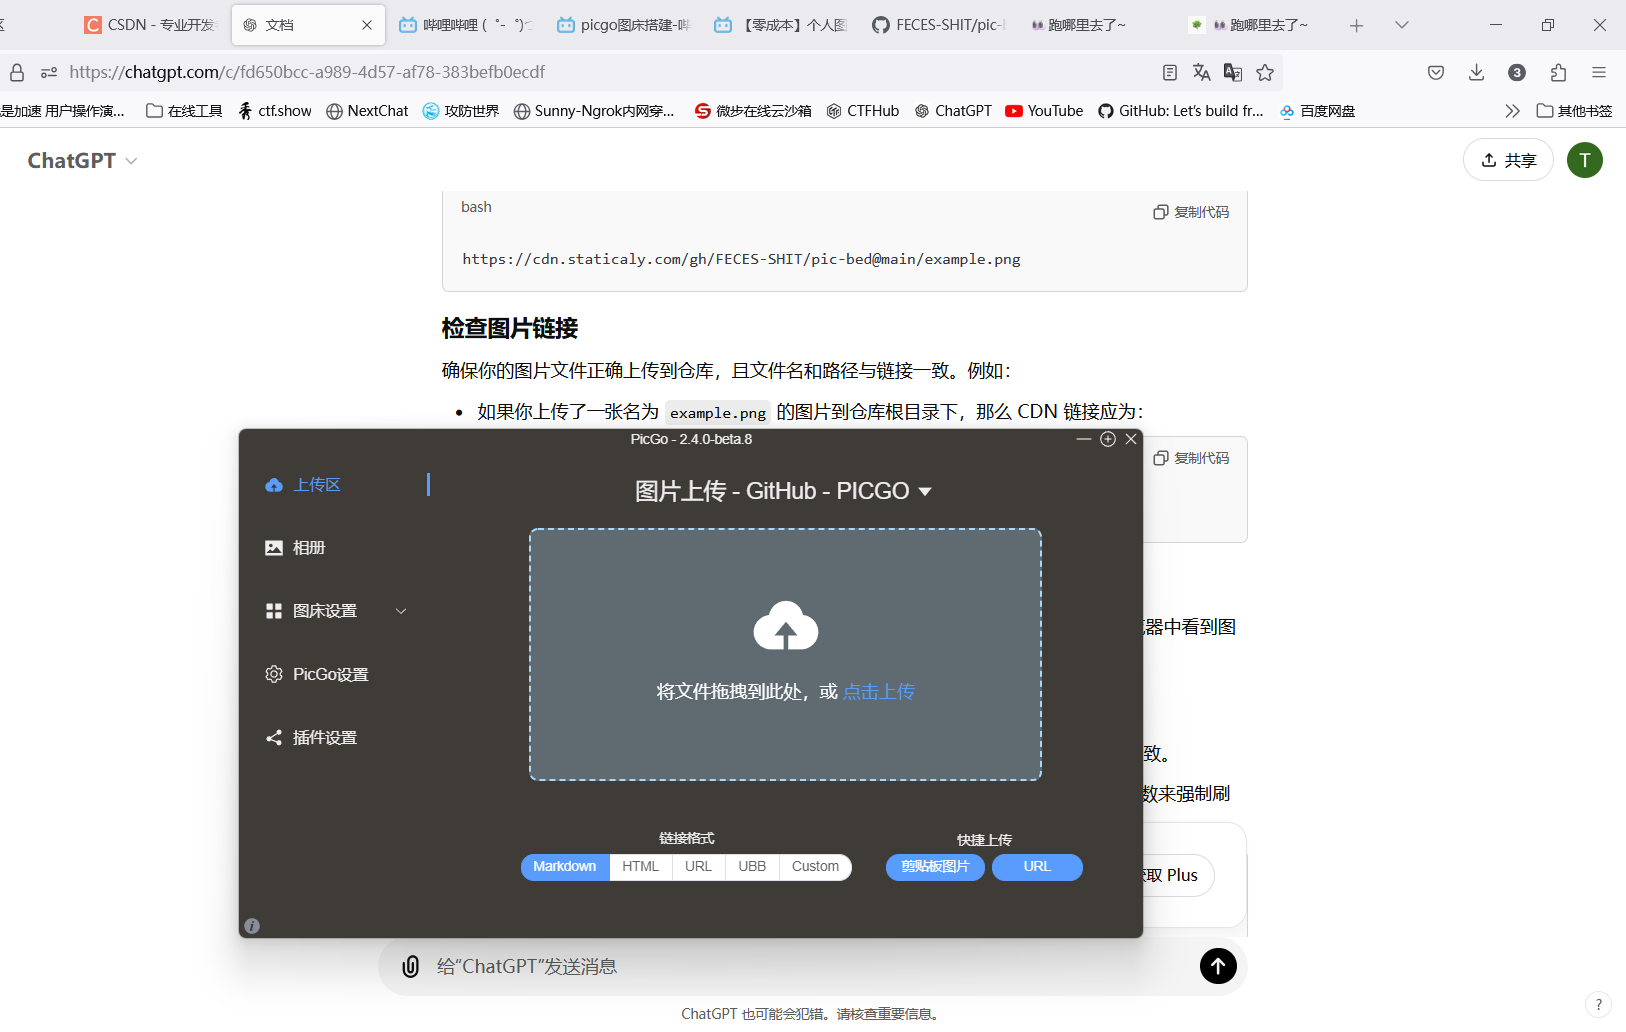 CSDN - 专业开发
文档
哔哩哔哩 (゜-゜)つ
picgo图床搭建-哔
【零成本】个人图
FECES-SHIT/pic-
跑哪里去了~
跑哪里去了~
https://chatgpt.com/c/fd650bcc-a989-4d57-af78-383befb0ecdf
3
是加速 用户操作演...
在线工具
ctf.show
NextChat
攻防世界
Sunny-Ngrok内网穿...
微步在线云沙箱
CTFHub
ChatGPT
YouTube
GitHub: Let's build fr...
百度网盘
其他书签
ChatGPT
共享
T
bash
复制代码
https://cdn.staticaly.com/gh/FECES-SHIT/pic-bed@main/example.png
检查图片链接
确保你的图片文件正确上传到仓库，且文件名和路径与链接一致。例如：
• 如果你上传了一张名为 example.png 的图片到仓库根目录下，那么 CDN 链接应为：
复制代码
器中看到图
致。
数来强制刷
取 Plus
PicGo - 2.4.0-beta.8
上传区
相册
图床设置
PicGo设置
插件设置
图片上传 - GitHub - PICGO
将文件拖拽到此处，或 点击上传
链接格式
Markdown
HTML
URL
UBB
Custom
快捷上传
剪贴板图片
URL
给“ChatGPT”发送消息
ChatGPT 也可能会犯错。请核查重要信息。
?